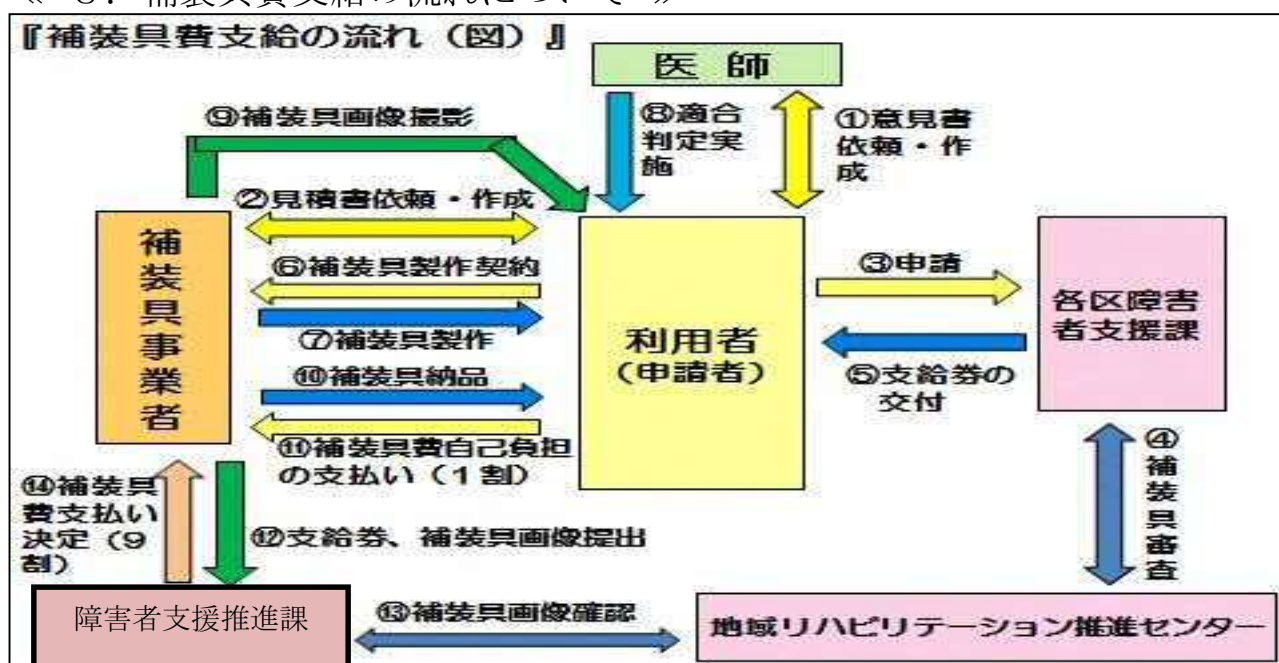 『補装具費支給の流れ（図）』
医 師
⑨補装具画像撮影
⑧適合
判定実
施
①意見書
依頼・作
成
②見積書依頼・作成
補
装
具
事
業
者
⑥補装具製作契約
⑦補装具製作
⑩補装具納品
⑪補装具費自己負担
の支払い（１割）
利用者
（申請者）
③申請
⑤支給券の
交付
各区障害
者支援課
④
補
装
具
審
査
⑭補装具
費支払い
決定（９
割）
⑫支給券、補装具画像提出
障害者支援推進課
⑬補装具画像確認
地域リハビリテーション推進センター